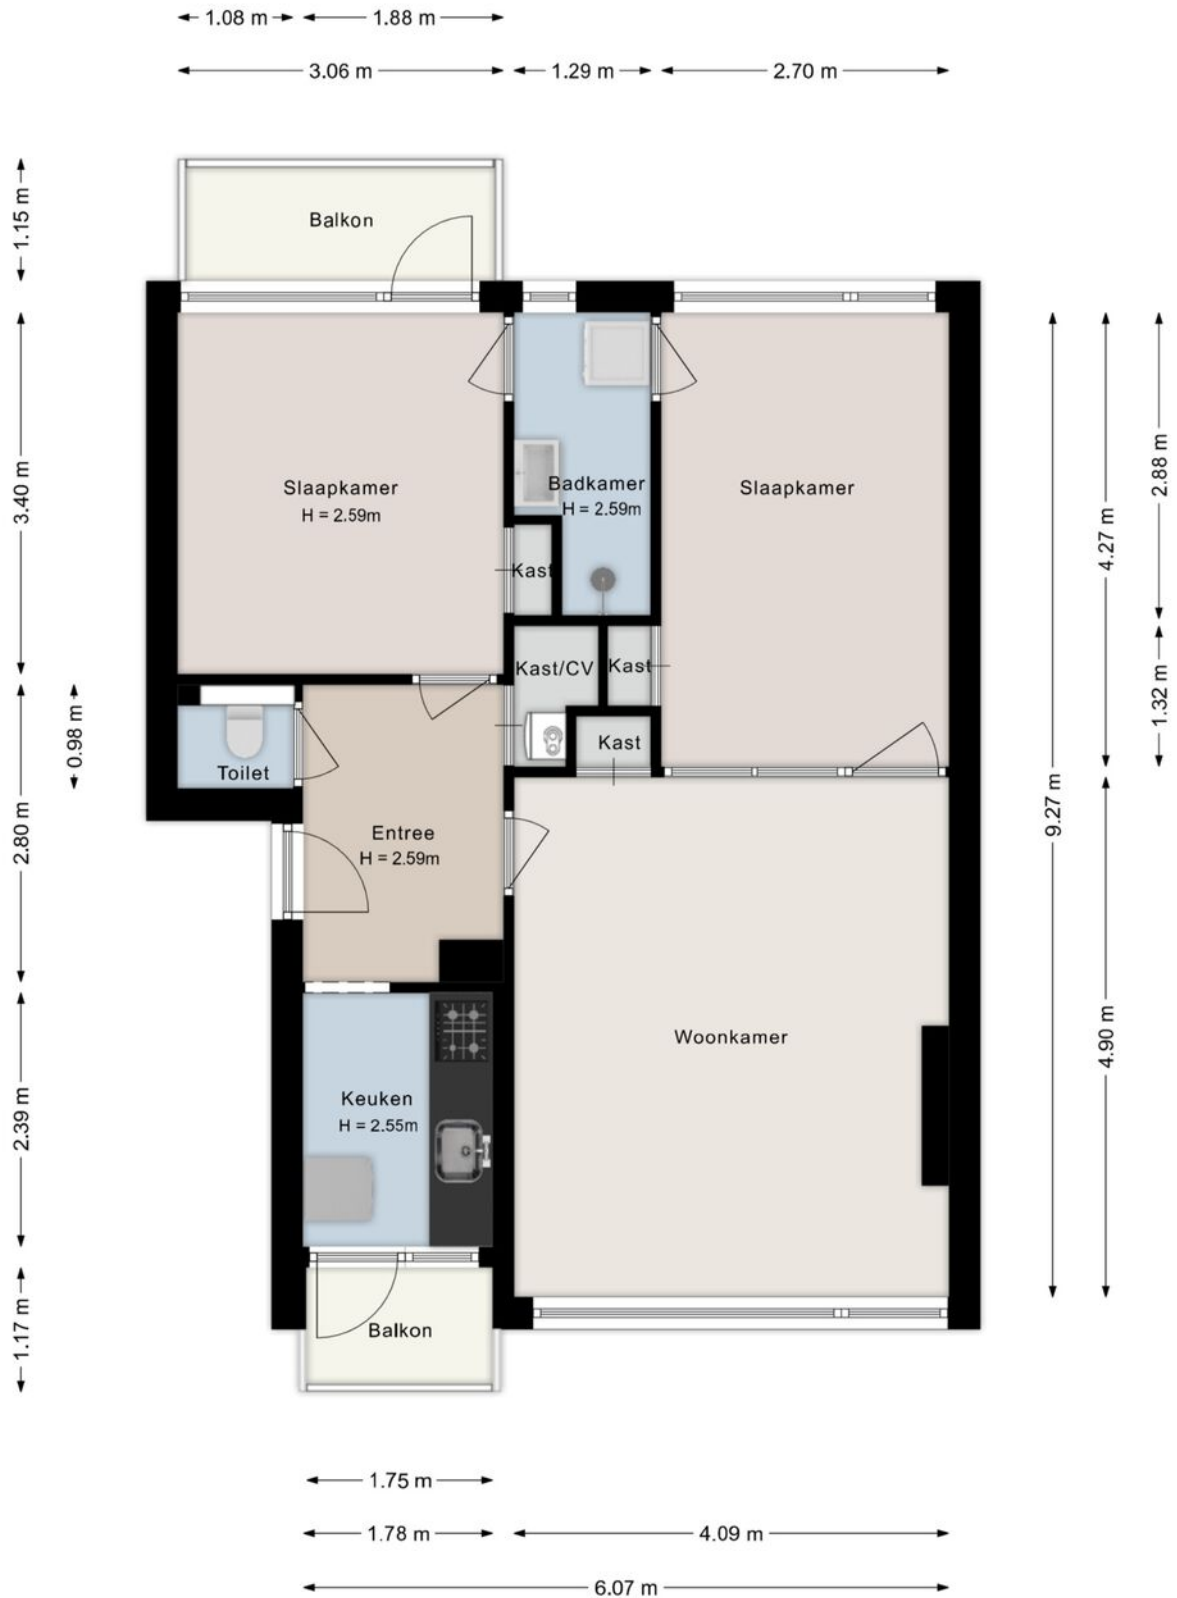 1.08 m
1.88 m
3.06 m
1.29 m
2.70 m
1.15 m
Balkon
3.40 m
Slaapkamer
H = 2.59m
Badkamer
H = 2.59m
Slaapkamer
2.88 m
4.27 m
Kast
Kast/CV
Kast
1.32 m
Kast
0.98 m
Toilet
2.80 m
Entree
H = 2.59m
9.27 m
Woonkamer
4.90 m
2.39 m
Keuken
H = 2.55m
1.17 m
Balkon
1.75 m
1.78 m
4.09 m
6.07 m